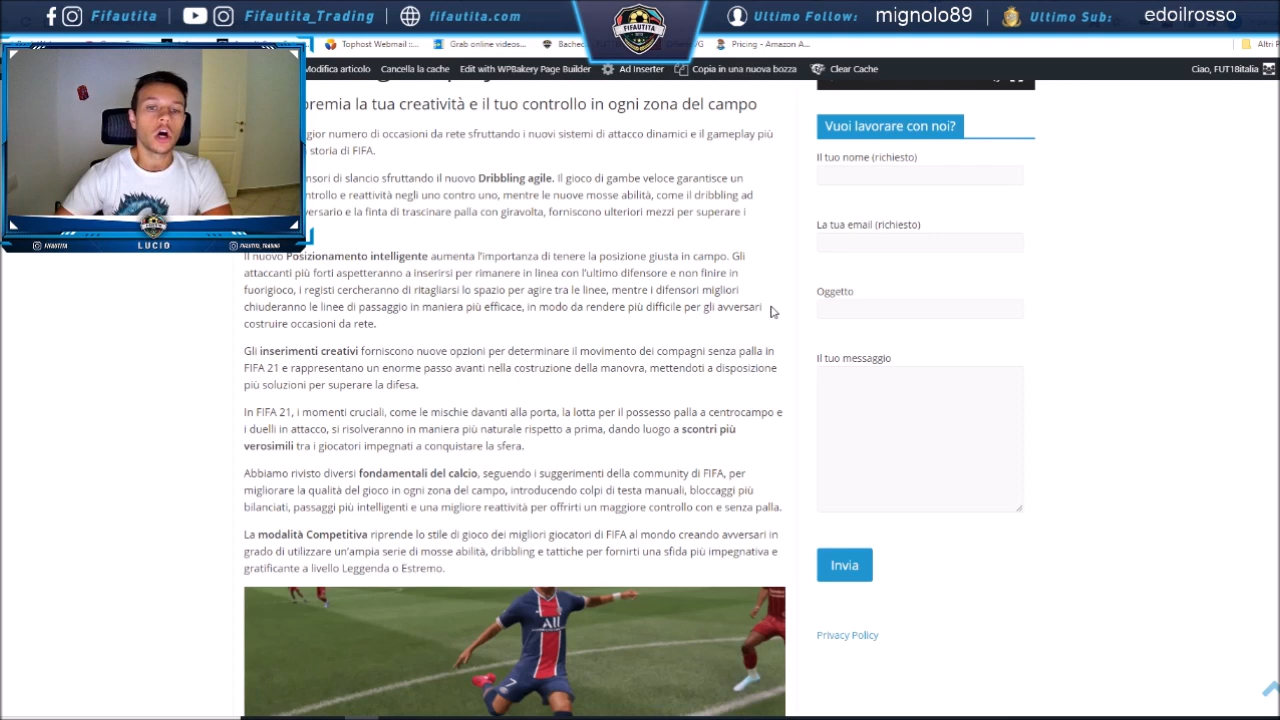 Fifautita
Fifautita_Trading
fifautita.com
FIFAUTITA
Ultimo Follow:
mignolo89
Ultimo Sub:
edoilrosso
Tophost Webmail ::...
Grab online videos...
Pricing - Amazon A...
Altri
Modifica articolo
Cancella la cache
Edit with WPBakery Page Builder
Ad Inserter
Copia in una nuova bozza
Clear Cache
Ciao, FUT18italia
premia la tua creatività e il tuo controllo in ogni zona del campo
gior numero di occasioni da rete sfruttando i nuovi sistemi di attacco dinamici e il gameplay più
storia di FIFA.
nsori di slancio sfruttando il nuovo Dribbling agile. Il gioco di gambe veloce garantisce un
ntrollo e reattività negli uno contro uno, mentre le nuove mosse abilità, come il dribbling ad
versario e la finta di trascinare palla con giravolta, forniscono ulteriori mezzi per superare i
FIFAUTITA
LUCIO
FIFAUTITA_TRADING
Il nuovo Posizionamento intelligente aumenta l'importanza di tenere la posizione giusta in campo. Gli
attaccanti più forti aspetteranno a inserirsi per rimanere in linea con l'ultimo difensore e non finire in
fuorigioco, i registi cercheranno di ritagliarsi lo spazio per agire tra le linee, mentre i difensori migliori
chiuderanno le linee di passaggio in maniera più efficace, in modo da rendere più difficile per gli avversari
costruire occasioni da rete.
Gli inserimenti creativi forniscono nuove opzioni per determinare il movimento dei compagni senza palla in
FIFA 21 e rappresentano un enorme passo avanti nella costruzione della manovra, mettendoti a disposizione
più soluzioni per superare la difesa.
In FIFA 21, i momenti cruciali, come le mischie davanti alla porta, la lotta per il possesso palla a centrocampo e
i duelli in attacco, si risolveranno in maniera più naturale rispetto a prima, dando luogo a scontri più
verosimili tra i giocatori impegnati a conquistare la sfera.
Abbiamo rivisto diversi fondamentali del calcio, seguendo i suggerimenti della community di FIFA, per
migliorare la qualità del gioco in ogni zona del campo, introducendo colpi di testa manuali, bloccaggi più
bilanciati, passaggi più intelligenti e una migliore reattività per offrirti un maggiore controllo con e senza palla.
La modalità Competitiva riprende lo stile di gioco dei migliori giocatori di FIFA al mondo creando avversari in
grado di utilizzare un'ampia serie di mosse abilità, dribbling e tattiche per fornirti una sfida più impegnativa e
gratificante a livello Leggenda o Estremo.
ALL
7
Vuoi lavorare con noi?
Il tuo nome (richiesto)
La tua email (richiesto)
Oggetto
Il tuo messaggio
Invia
Privacy Policy